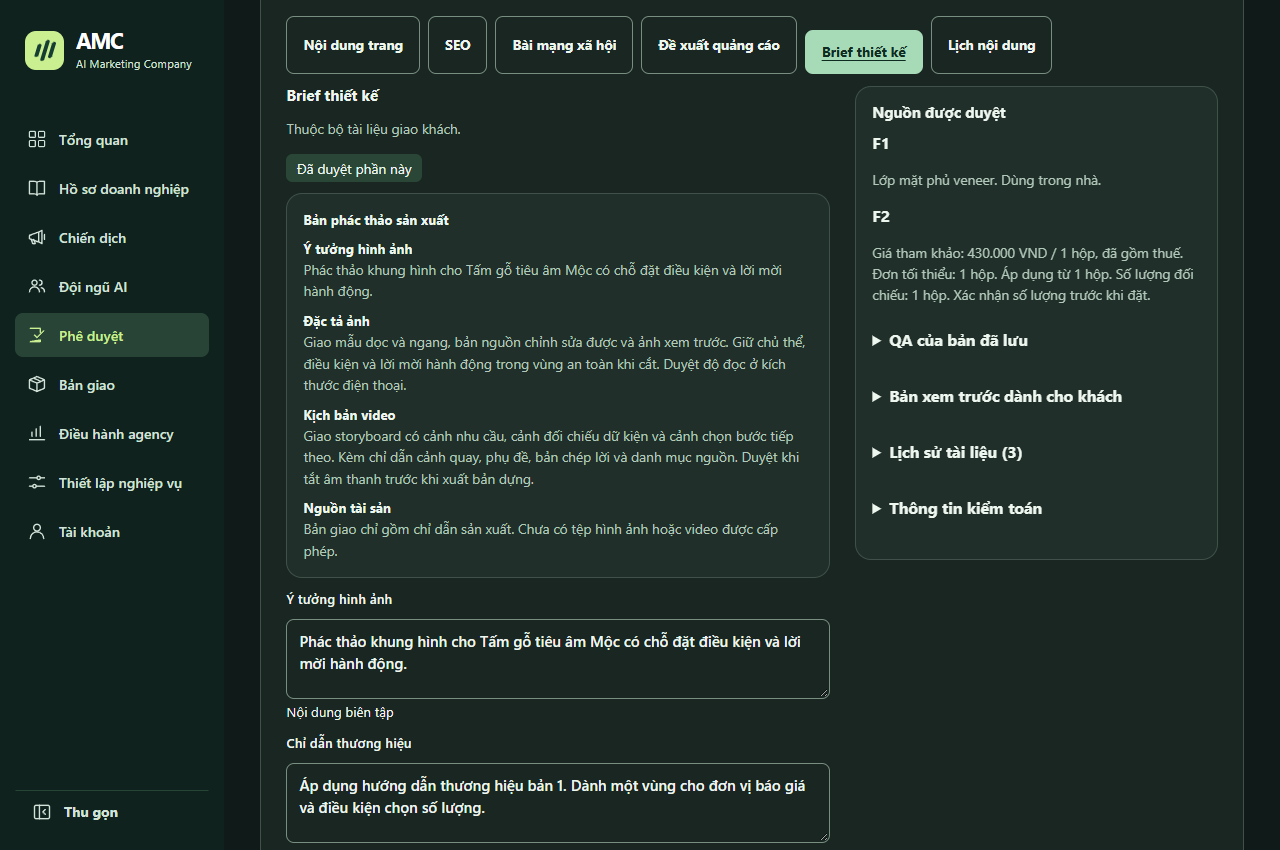 AMC
AI Marketing Company
Tổng quan
Hồ sơ doanh nghiệp
Chiến dịch
Đội ngũ AI
Phê duyệt
Bản giao
Điều hành agency
Thiết lập nghiệp vụ
Tài khoản
Thu gọn
Nội dung trang
SEO
Bài mạng xã hội
Đề xuất quảng cáo
Brief thiết kế
Lịch nội dung
Brief thiết kế
Thuộc bộ tài liệu giao khách.
Đã duyệt phần này
Bản phác thảo sản xuất
Ý tưởng hình ảnh
Phác thảo khung hình cho Tấm gỗ tiêu âm Mộc có chỗ đặt điều kiện và lời mời
hành động.
Đặc tả ảnh
Giao mẫu dọc và ngang, bản nguồn chỉnh sửa được và ảnh xem trước. Giữ chủ thể,
điều kiện và lời mời hành động trong vùng an toàn khi cắt. Duyệt độ đọc ở kích
thước điện thoại.
Kịch bản video
Giao storyboard có cảnh nhu cầu, cảnh đối chiếu dữ kiện và cảnh chọn bước tiếp
theo. Kèm chỉ dẫn cảnh quay, phụ đề, bản chép lời và danh mục nguồn. Duyệt khi
tắt âm thanh trước khi xuất bản dựng.
Nguồn tài sản
Bản giao chỉ gồm chỉ dẫn sản xuất. Chưa có tệp hình ảnh hoặc video được cấp
phép.
Ý tưởng hình ảnh
Phác thảo khung hình cho Tấm gỗ tiêu âm Mộc có chỗ đặt điều kiện và lời
mời hành động.
Nội dung biên tập
Chỉ dẫn thương hiệu
Áp dụng hướng dẫn thương hiệu bản 1. Dành một vùng cho đơn vị báo giá
và điều kiện chọn số lượng.
Nguồn được duyệt
F1
Lớp mặt phủ veneer. Dùng trong nhà.
F2
Giá tham khảo: 430.000 VND / 1 hộp, đã gồm thuế.
Đơn tối thiểu: 1 hộp. Áp dụng từ 1 hộp. Số lượng đối
chiếu: 1 hộp. Xác nhận số lượng trước khi đặt.
QA của bản đã lưu
Bản xem trước dành cho khách
Lịch sử tài liệu (3)
Thông tin kiểm toán